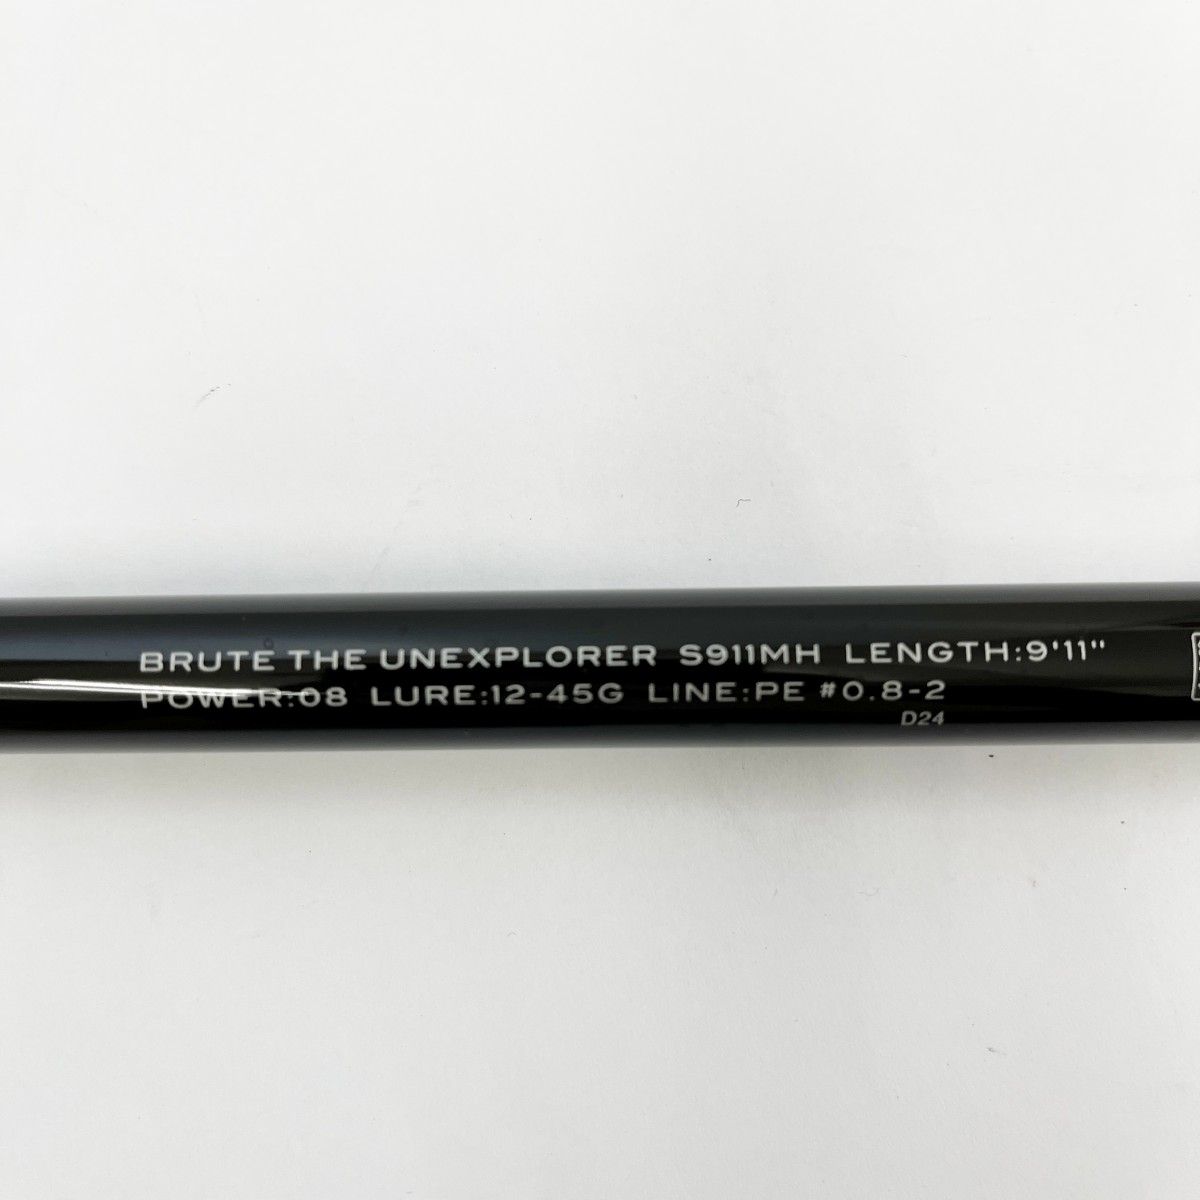 BRUTE THE UNEXPLORER S911MH LENGTH:9'11"
POWER:08 LURE:12-45G LINE:PE #0.8-2
D24